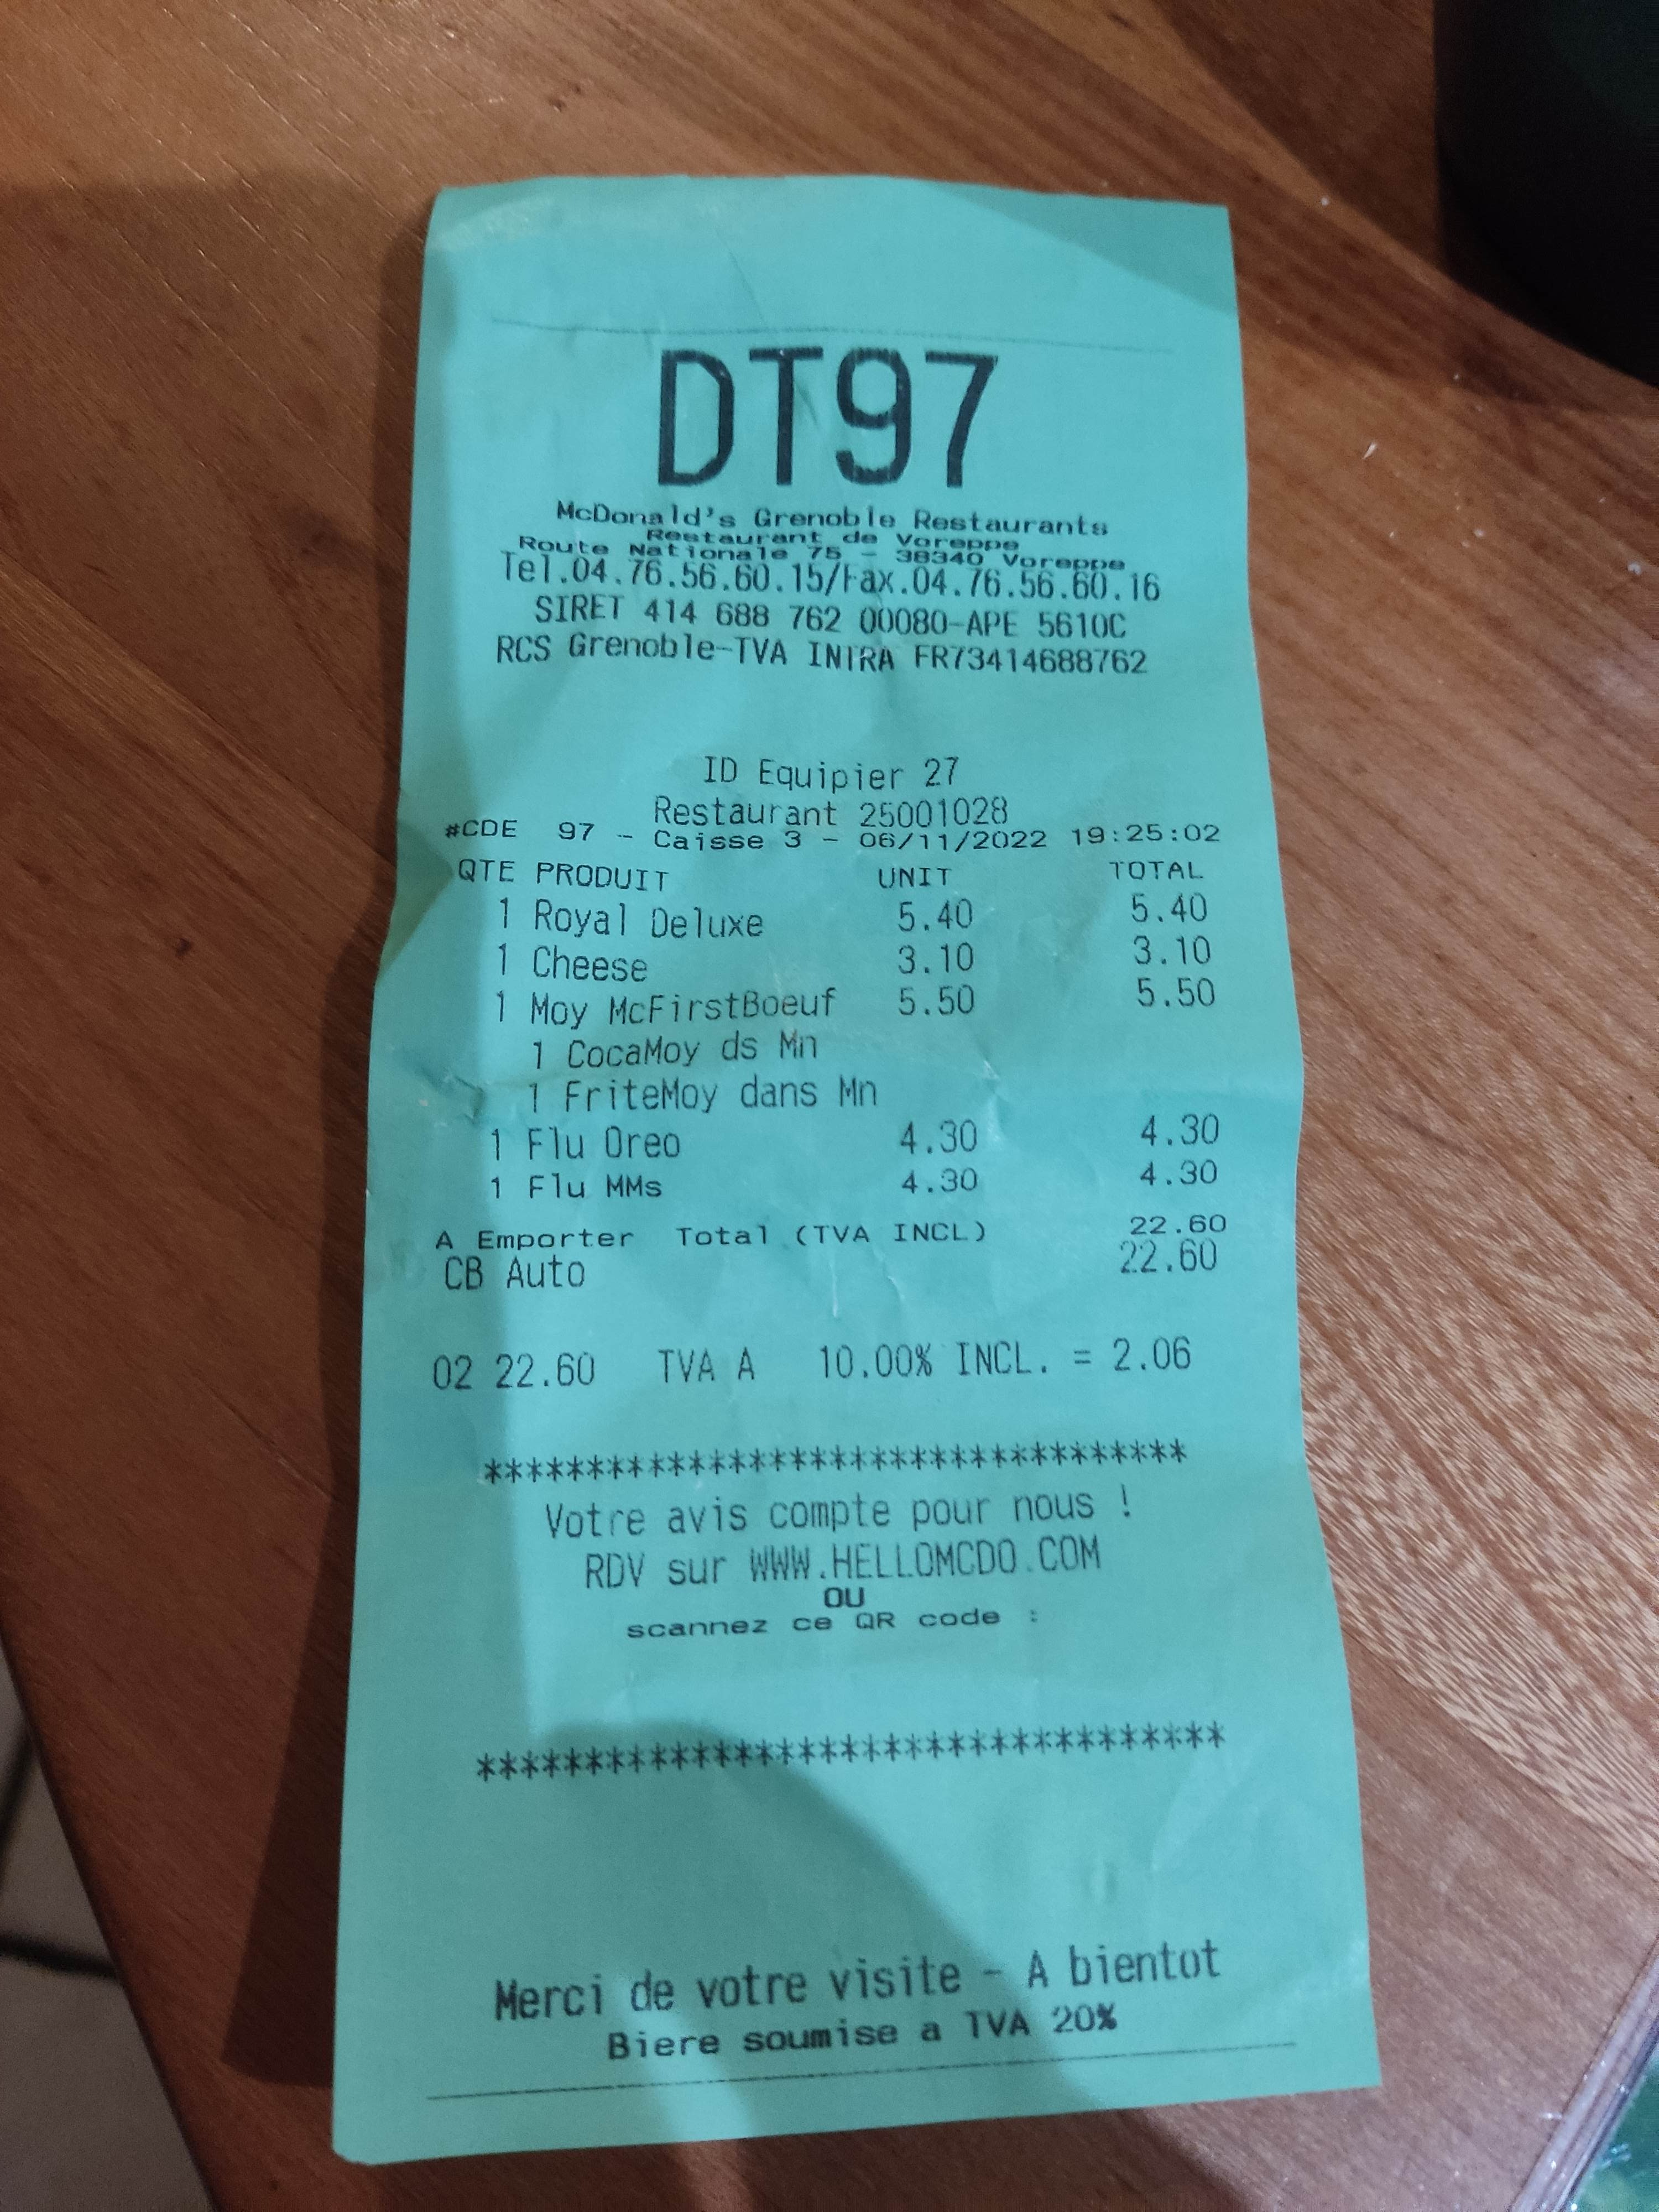 DT97
McDonald's Grenoble Restaurants
Restaurant de Voreppe
Route Nationale 75 - 38340 Voreppe
Tel.04.76.56.60.15/Fax.04.76.56.60.16
SIRET 414 688 762 00080-APE 5610C
RCS Grenoble-TVA INTRA FR73414688762
ID Equipier 27
Restaurant 25001028
#CDE 97 - Caisse 3 - 06/11/2022 19:25:02
QTE PRODUIT UNIT TOTAL
1 Royal Deluxe 5.40 5.40
1 Cheese 3.10 3.10
1 Moy McFirstBoeuf 5.50 5.50
1 CocaMoy ds Mn
1 FriteMoy dans Mn
1 Flu Oreo 4.30 4.30
1 Flu MMs 4.30 4.30
A Emporter Total (TVA INCL) 22.60
CB Auto 22.60
02 22.60 TVA A 10.00% INCL. = 2.06
***********************************
Votre avis compte pour nous !
RDV sur WWW.HELLOMCDO.COM
OU
scannez ce QR code :
***********************************
Merci de votre visite - A bientot
Biere soumise a TVA 20%